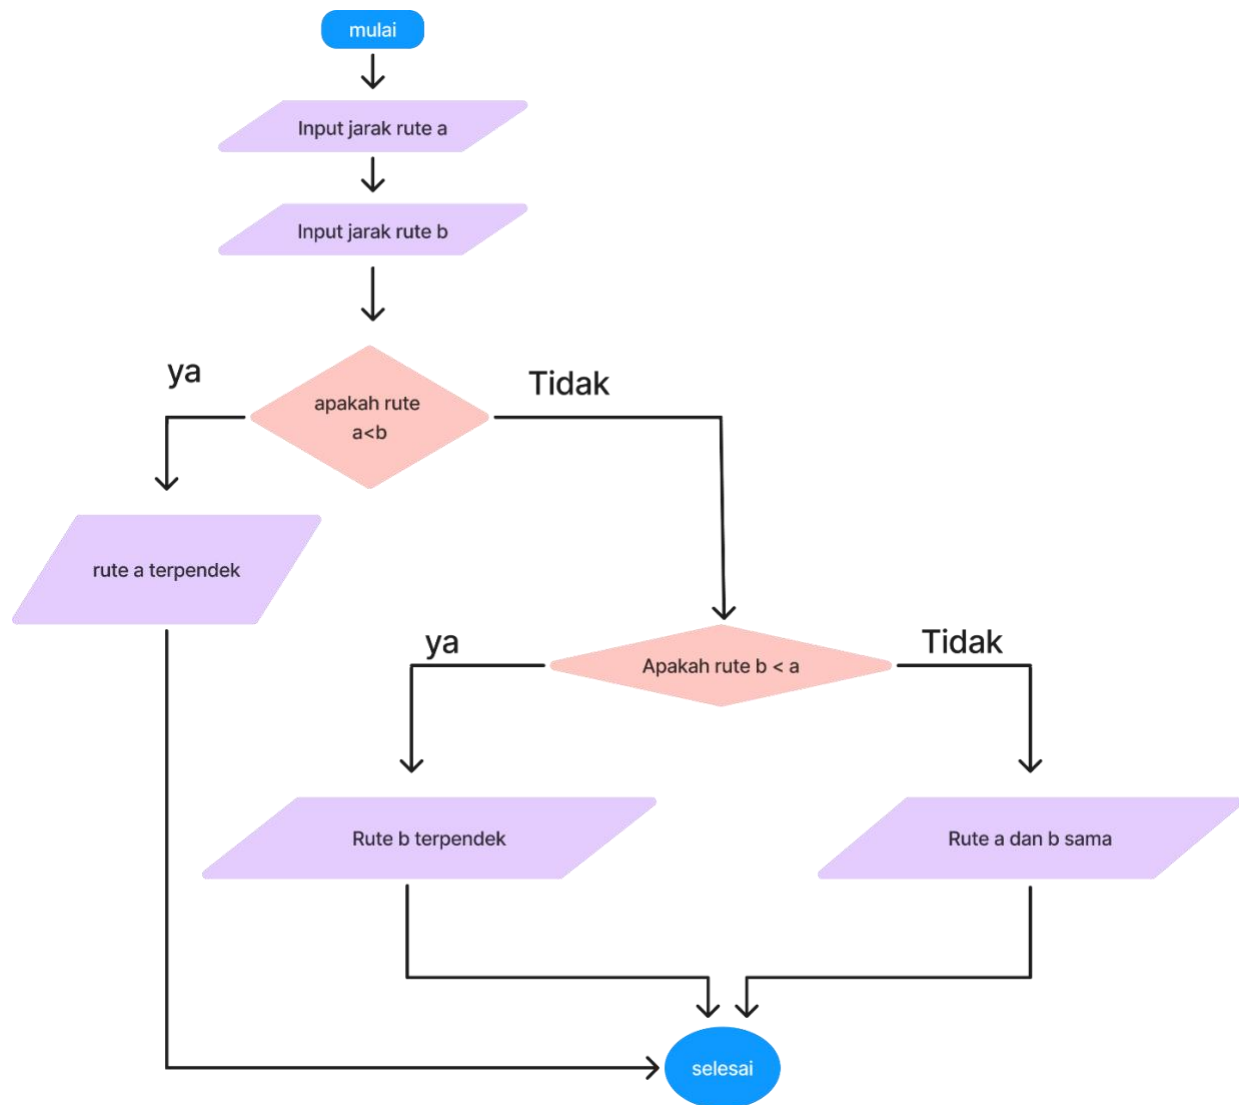 mulai
Input jarak rute a
Input jarak rute b
ya
Tidak
apakah rute
a<b
rute a terpendek
ya
Tidak
Apakah rute b < a
Rute b terpendek
Rute a dan b sama
selesai